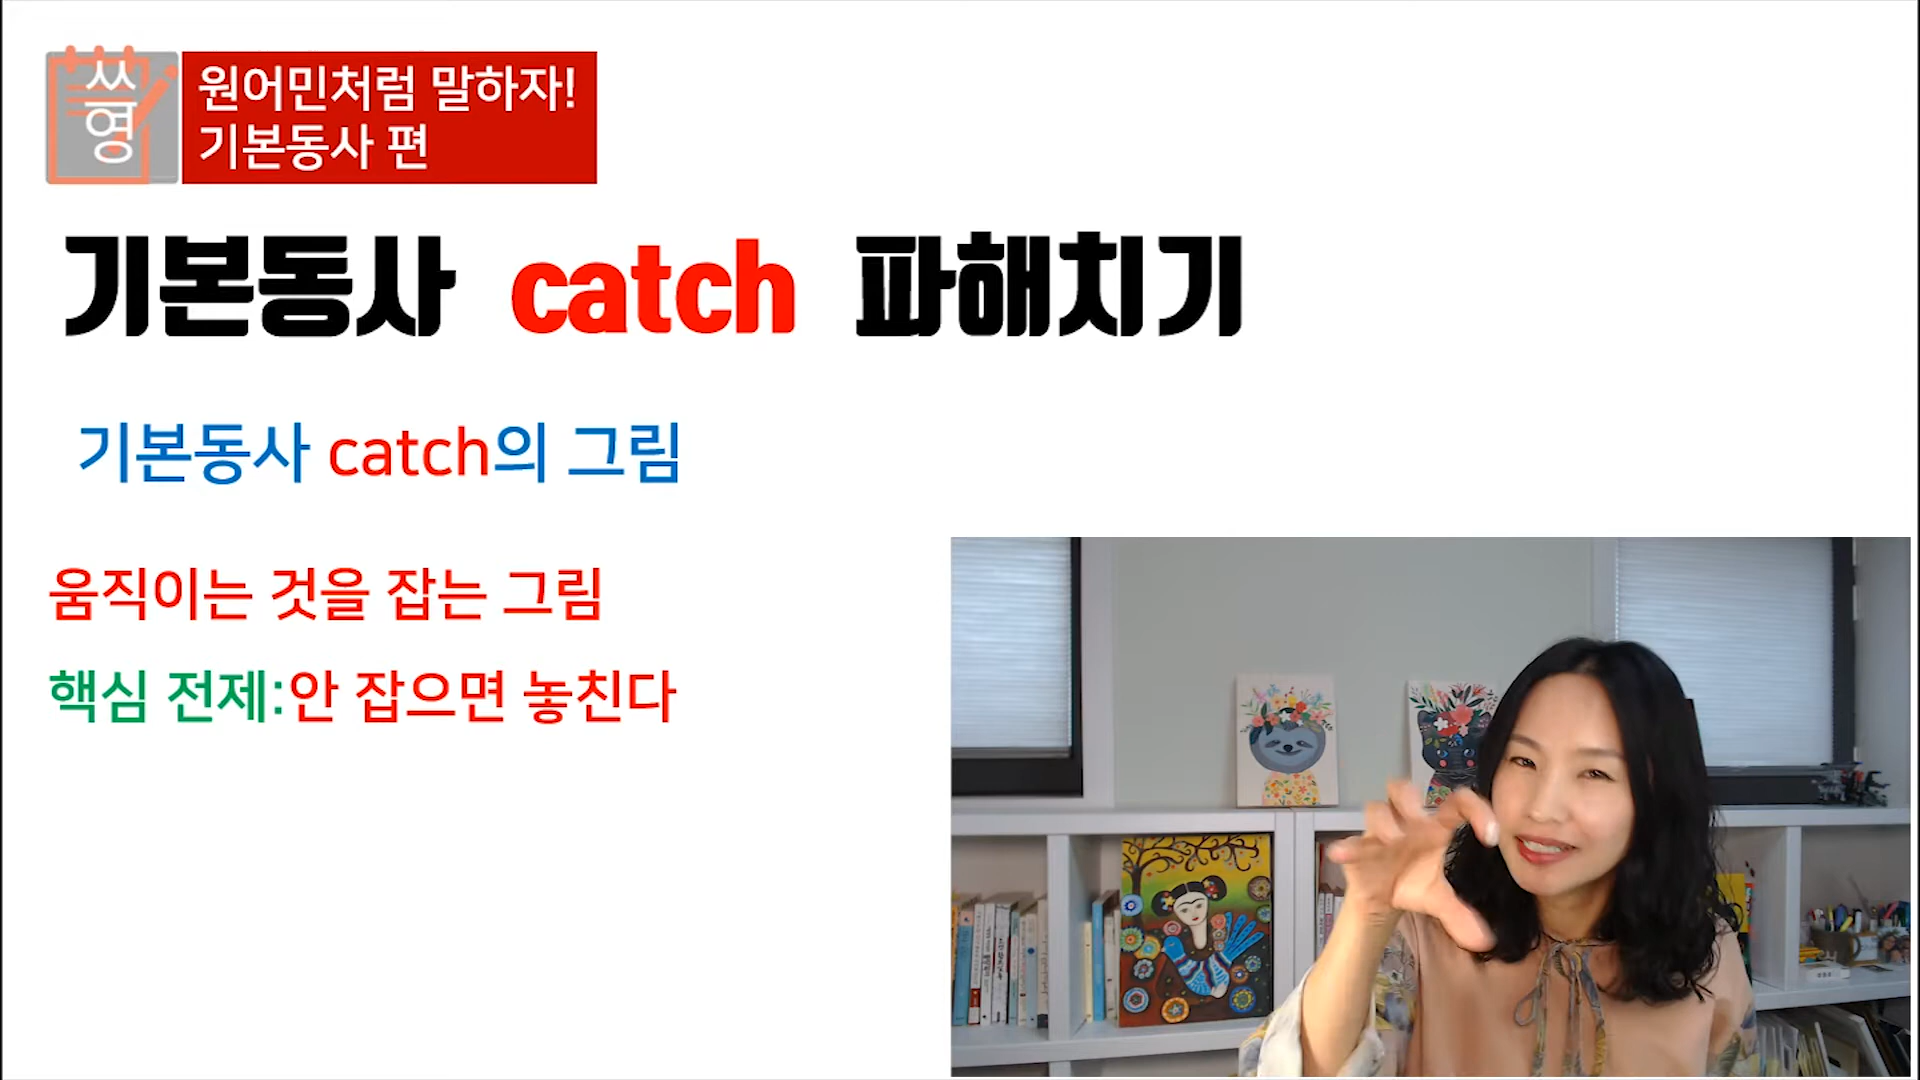 쓰영
원어민처럼 말하자!
기본동사 편
기본동사 catch 파해치기
기본동사 catch의 그림
움직이는 것을 잡는 그림
핵심 전제:안 잡으면 놓친다